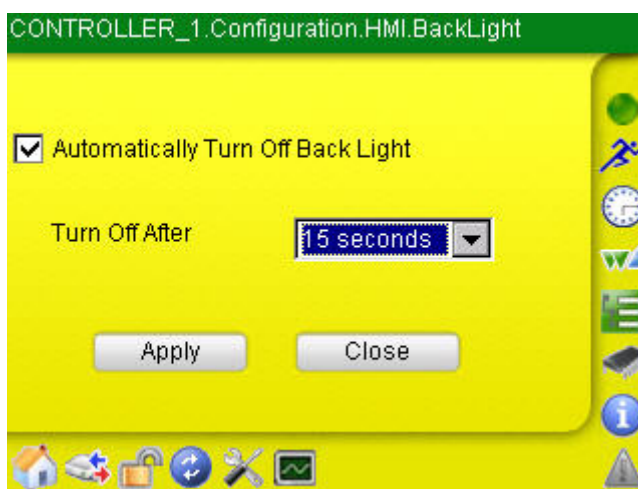 CONTROLLER_1.Configuration.HMI.BackLight
Automatically Turn Off Back Light
Turn Off After 15 seconds
Apply Close